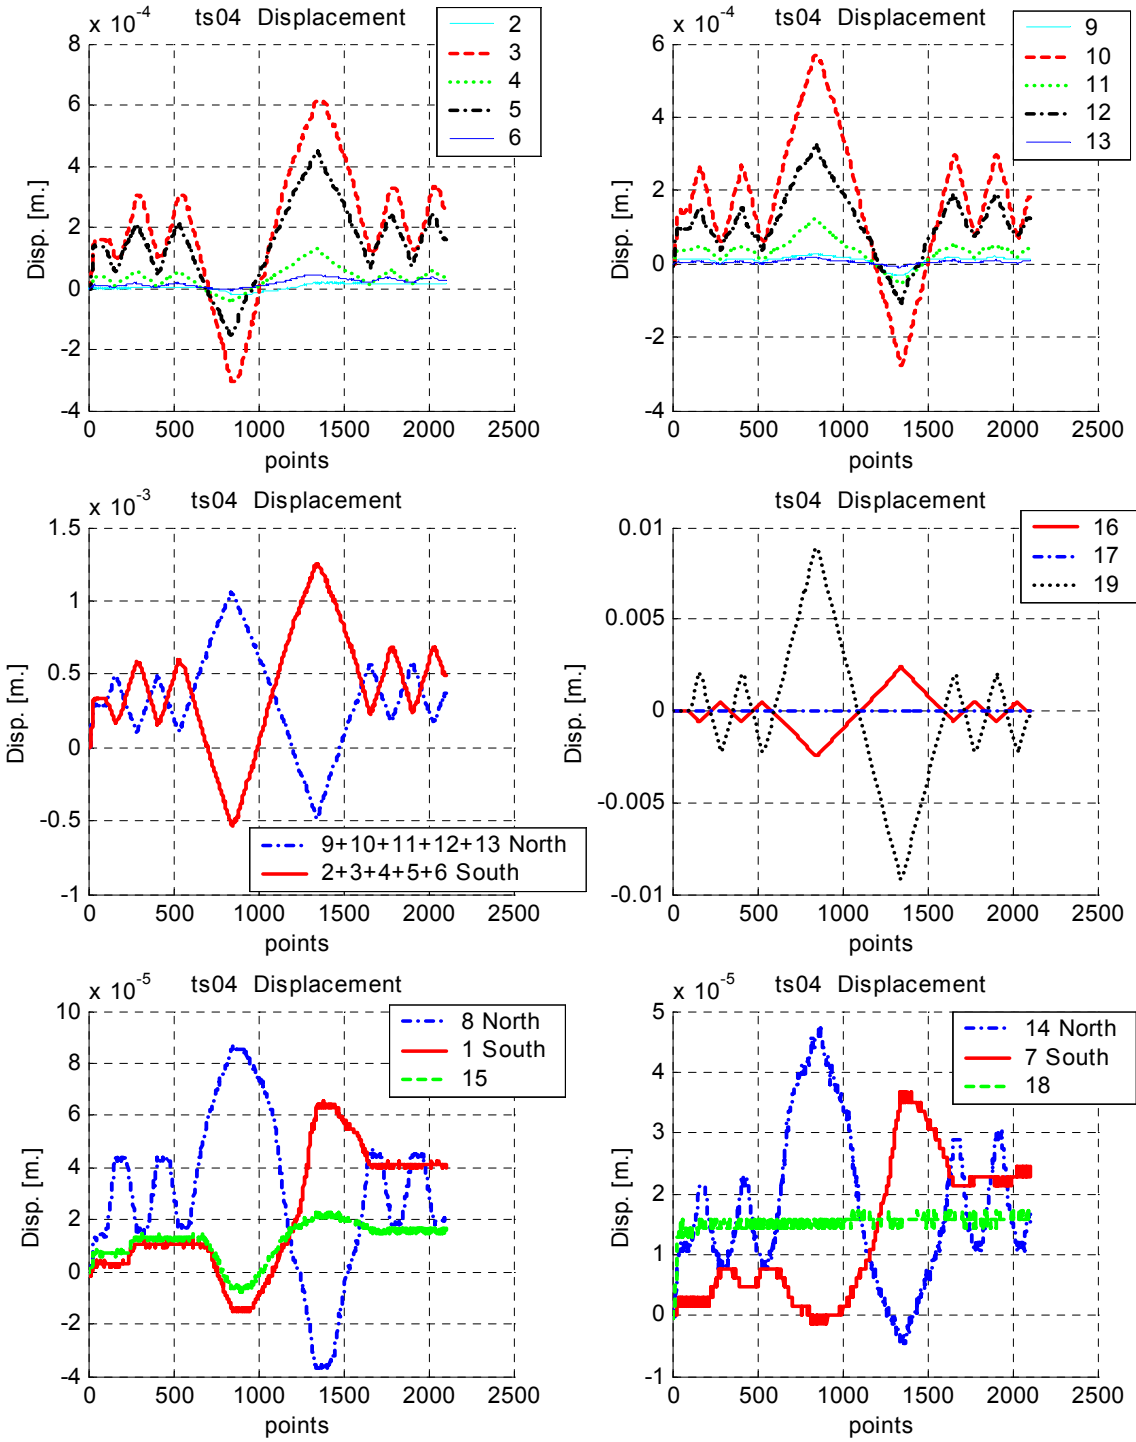 x 10-4
ts04 Displacement
2
3
4
5
6
8
6
4
2
0
-2
-4
Disp. [m.]
0 500 1000 1500 2000 2500
points
x 10-4
ts04 Displacement
9
10
11
12
13
6
4
2
0
-2
-4
Disp. [m.]
0 500 1000 1500 2000 2500
points
x 10-3
ts04 Displacement
1.5
1
0.5
0
-0.5
-1
Disp. [m.]
9+10+11+12+13 North
2+3+4+5+6 South
0 500 1000 1500 2000 2500
points
ts04 Displacement
16
17
19
0.01
0.005
0
-0.005
-0.01
Disp. [m.]
0 500 1000 1500 2000 2500
points
x 10-5
ts04 Displacement
8 North
1 South
15
10
8
6
4
2
0
-2
-4
Disp. [m.]
0 500 1000 1500 2000 2500
points
x 10-5
ts04 Displacement
14 North
7 South
18
5
4
3
2
1
0
-1
Disp. [m.]
0 500 1000 1500 2000 2500
points